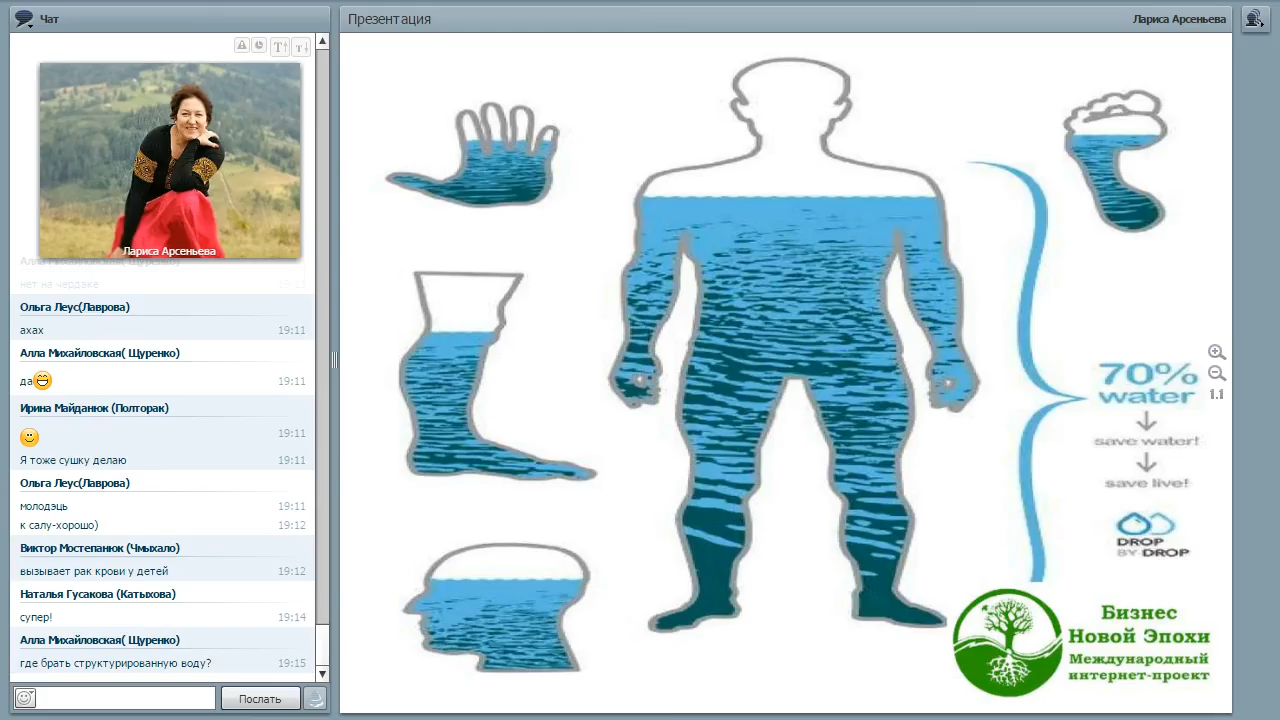 Чат
Лариса Арсеньева
Алла Михайловская( Щуренко)
нет на чердаке
Ольга Леус(Лаврова)
ахах 19:11
Алла Михайловская( Щуренко)
да 19:11
Ирина Майданюк (Полторак)
19:11
Я тоже сушку делаю 19:11
Ольга Леус(Лаврова)
молодэць 19:11
к салу-хорошо) 19:12
Виктор Мостепанюк (Чмыхало)
вызывает рак крови у детей 19:12
Наталья Гусакова (Катыхова)
супер! 19:14
Алла Михайловская( Щуренко)
где брать структурированную воду? 19:15
Послать
Презентация Лариса Арсеньева
70%
water
save water!
save live!
DROP
BY DROP
1.1
Бизнес
Новой Эпохи
Международный
интернет-проект